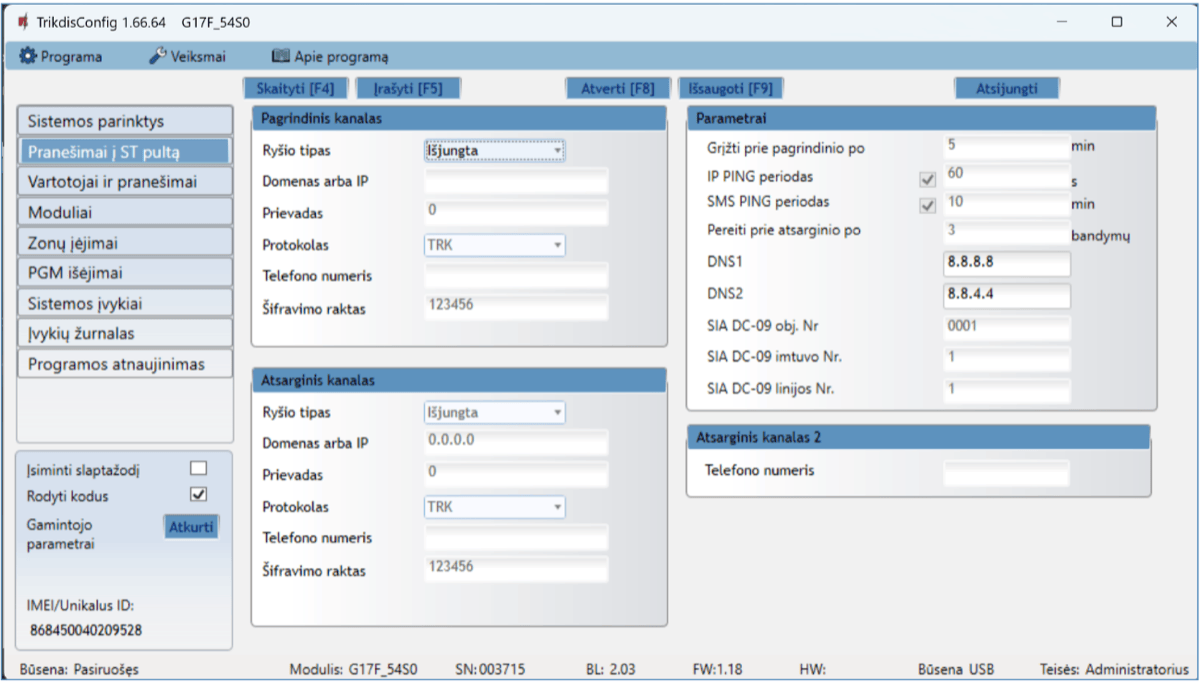 TrikdisConfig 1.66.64 G17F_54S0
Programa Veiksmai Apie programą
Skaityti [F4] Įrašyti [F5] Atverti [F8] Išsaugoti [F9] Atsijungti
Sistemos parinktys
Pranešimai į ST pultą
Vartotojai ir pranešimai
Moduliai
Zonų įėjimai
PGM išėjimai
Sistemos įvykiai
Įvykių žurnalas
Programos atnaujinimas
Įsiminti slaptažodį
Rodyti kodus
Gamintojo
parametrai
Atkurti
IMEI/Unikalus ID:
868450040209528
Pagrindinis kanalas
Ryšio tipas Išjungta
Domenas arba IP
Prievadas 0
Protokolas TRK
Telefono numeris
Šifravimo raktas 123456
Atsarginis kanalas
Ryšio tipas Išjungta
Domenas arba IP 0.0.0.0
Prievadas 0
Protokolas TRK
Telefono numeris
Šifravimo raktas 123456
Parametrai
Grįžti prie pagrindinio po 5 min
IP PING periodas 60 s
SMS PING periodas 10 min
Pereiti prie atsarginio po 3 bandymų
DNS1 8.8.8.8
DNS2 8.8.4.4
SIA DC-09 obj. Nr 0001
SIA DC-09 imtuvo Nr. 1
SIA DC-09 linijos Nr. 1
Atsarginis kanalas 2
Telefono numeris
Būsena: Pasiruošęs Modulis: G17F_54S0 SN:003715 BL: 2.03 FW:1.18 HW: Būsena USB Teisės: Administratorius